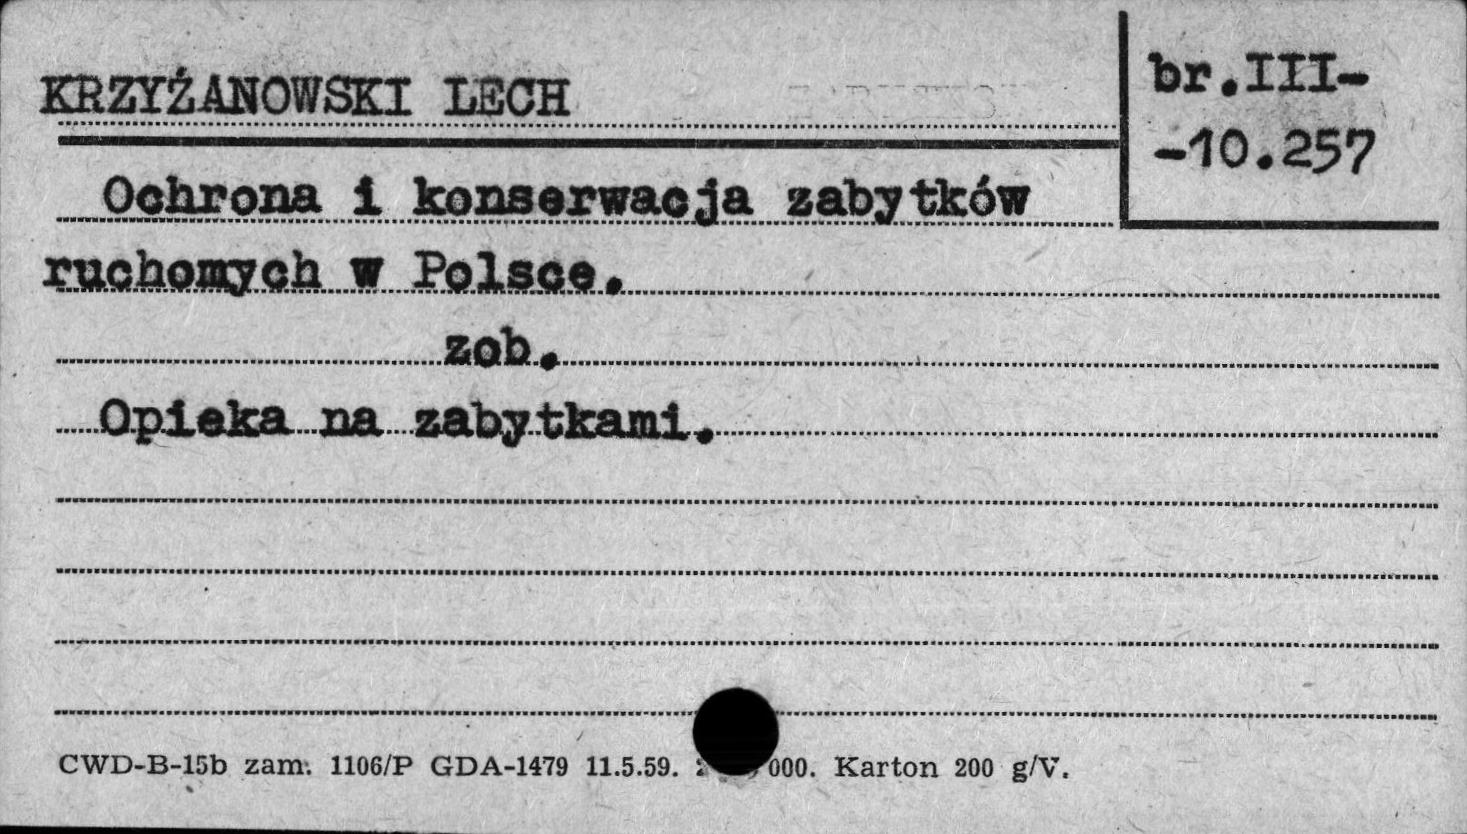 KRZYŻANOWSKI LECH
br.III-
-10.257
Ochrona i konserwacja zabytków
ruchomych w Polsce.
zob.
Opieka na zabytkami.
CWD-B-15b zam. 1106/P GDA-1479 11.5.59. 000. Karton 200 g/V.